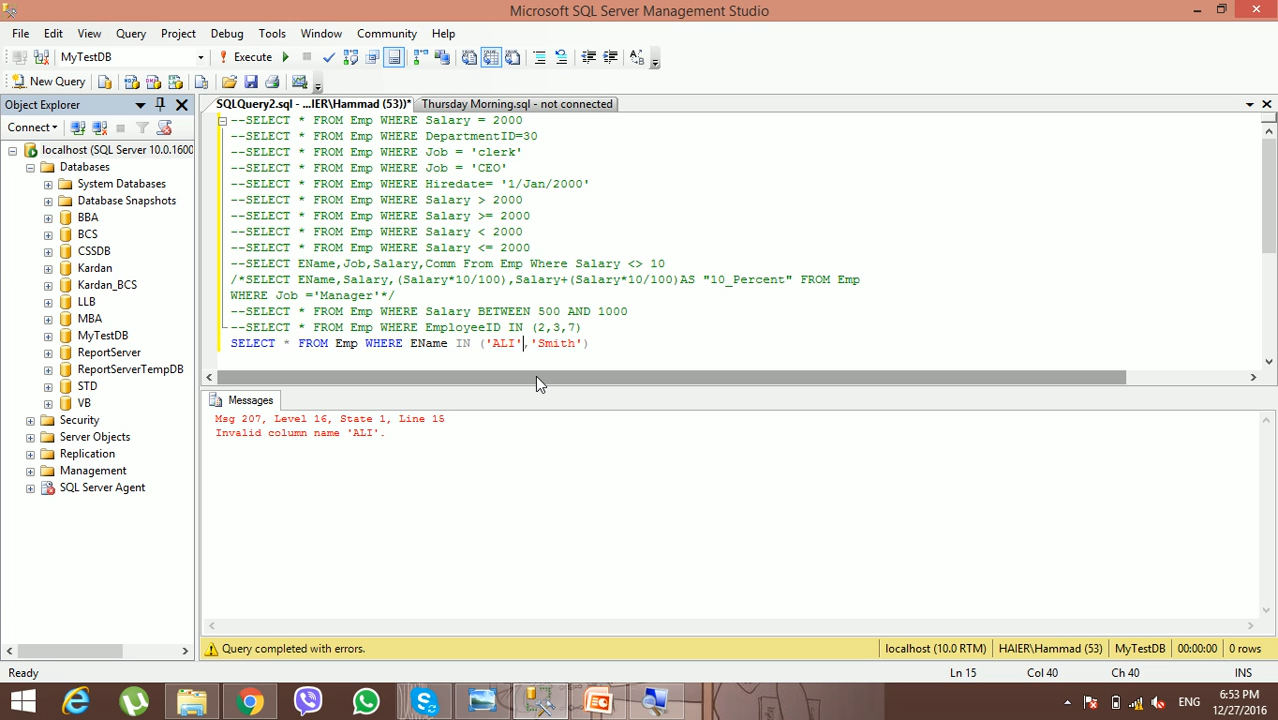 Microsoft SQL Server Management Studio
File Edit View Query Project Debug Tools Window Community Help
MyTestDB Execute
New Query
Object Explorer
SQLQuery2.sql - ...IER\Hammad (53))* Thursday Morning.sql - not connected
Connect
localhost (SQL Server 10.0.1600
Databases
System Databases
Database Snapshots
BBA
BCS
CSSDB
Kardan
Kardan_BCS
LLB
MBA
MyTestDB
ReportServer
ReportServerTempDB
STD
VB
Security
Server Objects
Replication
Management
SQL Server Agent
--SELECT * FROM Emp WHERE Salary = 2000
--SELECT * FROM Emp WHERE DepartmentID=30
--SELECT * FROM Emp WHERE Job = 'clerk'
--SELECT * FROM Emp WHERE Job = 'CEO'
--SELECT * FROM Emp WHERE Hiredate= '1/Jan/2000'
--SELECT * FROM Emp WHERE Salary > 2000
--SELECT * FROM Emp WHERE Salary >= 2000
--SELECT * FROM Emp WHERE Salary < 2000
--SELECT * FROM Emp WHERE Salary <= 2000
--SELECT EName,Job,Salary,Comm From Emp Where Salary <> 10
/*SELECT EName,Salary,(Salary*10/100),Salary+(Salary*10/100)AS "10_Percent" FROM Emp
WHERE Job ='Manager'*/
--SELECT * FROM Emp WHERE Salary BETWEEN 500 AND 1000
--SELECT * FROM Emp WHERE EmployeeID IN (2,3,7)
SELECT * FROM Emp WHERE EName IN ('ALI','Smith')
Messages
Msg 207, Level 16, State 1, Line 15
Invalid column name 'ALI'.
Query completed with errors. localhost (10.0 RTM) HAIER\Hammad (53) MyTestDB 00:00:00 0 rows
Ready Ln 15 Col 40 Ch 40 INS
ENG
6:53 PM
12/27/2016